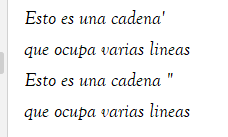 Esto es una cadena'
que ocupa varias lineas
Esto es una cadena "
que ocupa varias lineas